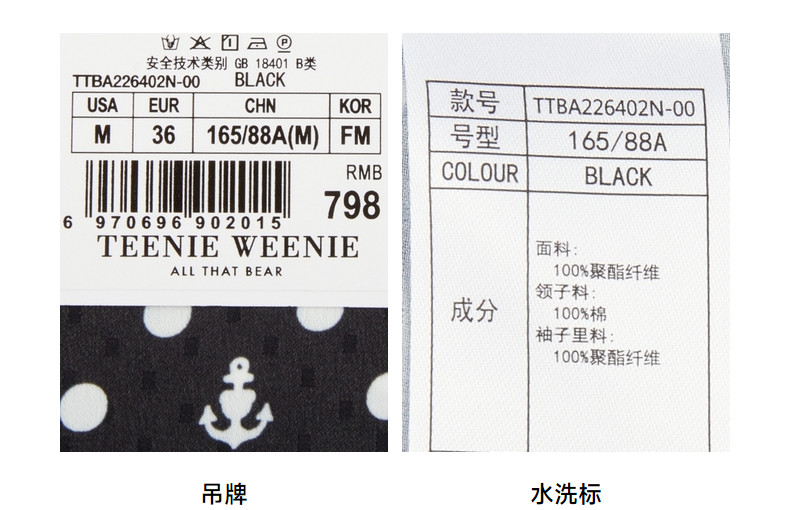 安全技术类别 GB 18401 B类
TTBA226402N-00 BLACK
USA EUR CHN KOR
M 36 165/88A(M) FM
RMB
798
6 970696 902015
TEENIE WEENIE
ALL THAT BEAR
吊牌
款号 TTBA226402N-00
号型 165/88A
COLOUR BLACK
成分
面料:
100%聚酯纤维
领子料:
100%棉
袖子里料:
100%聚酯纤维
水洗标